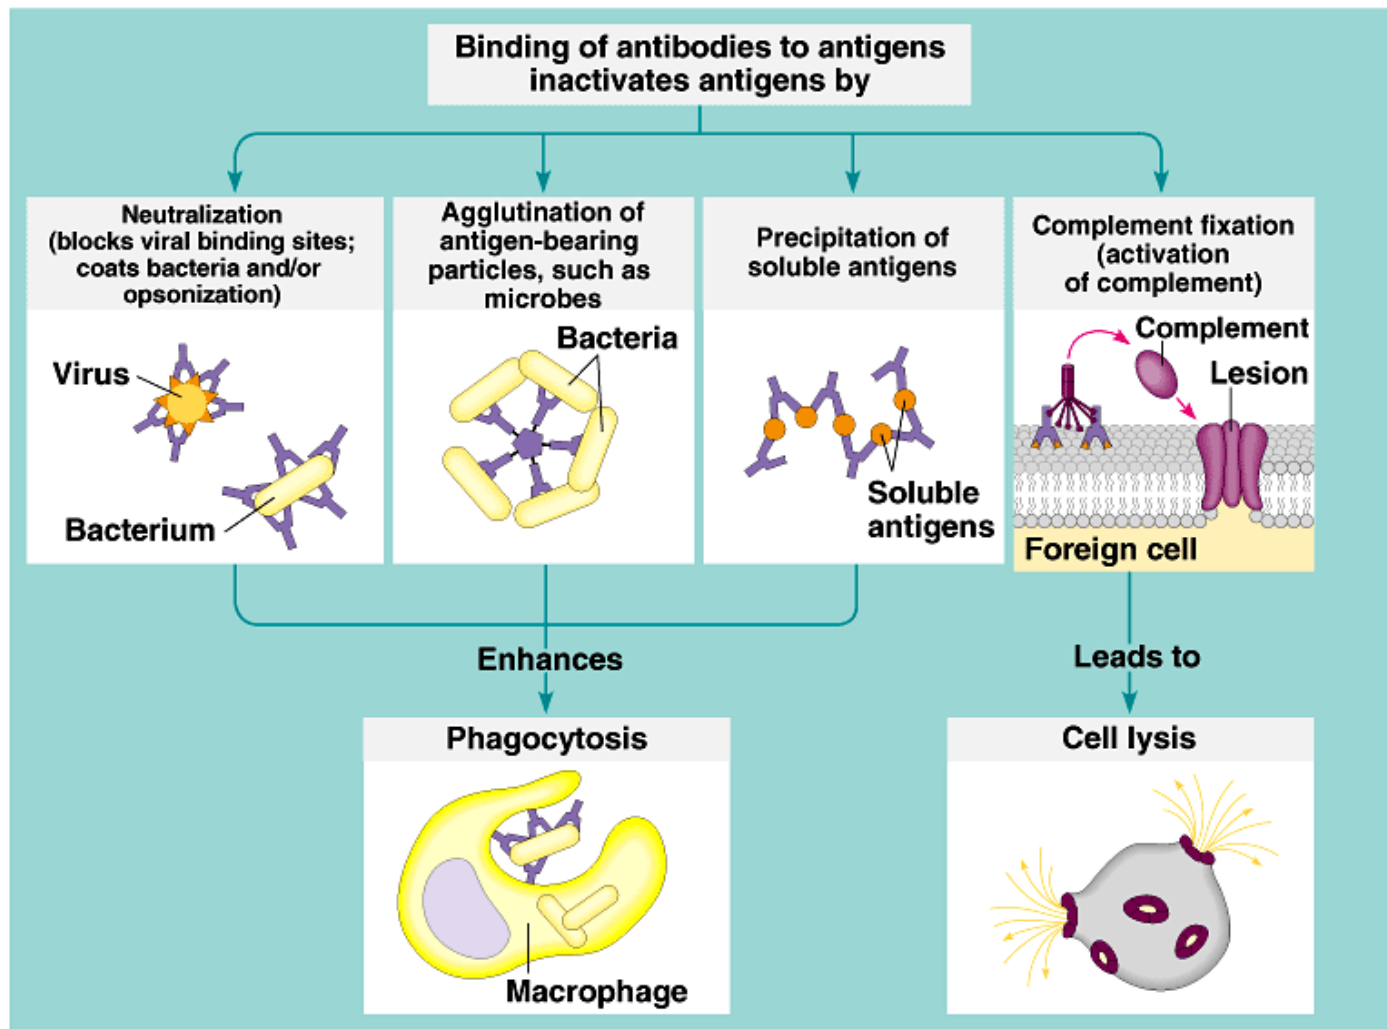 Binding of antibodies to antigens
inactivates antigens by
Neutralization
(blocks viral binding sites;
coats bacteria and/or
opsonization)
Agglutination of
antigen-bearing
particles, such as
microbes
Precipitation of
soluble antigens
Complement fixation
(activation
of complement)
Virus
Bacterium
Bacteria
Soluble
antigens
Complement
Lesion
Foreign cell
Enhances
Leads to
Phagocytosis
Macrophage
Cell lysis